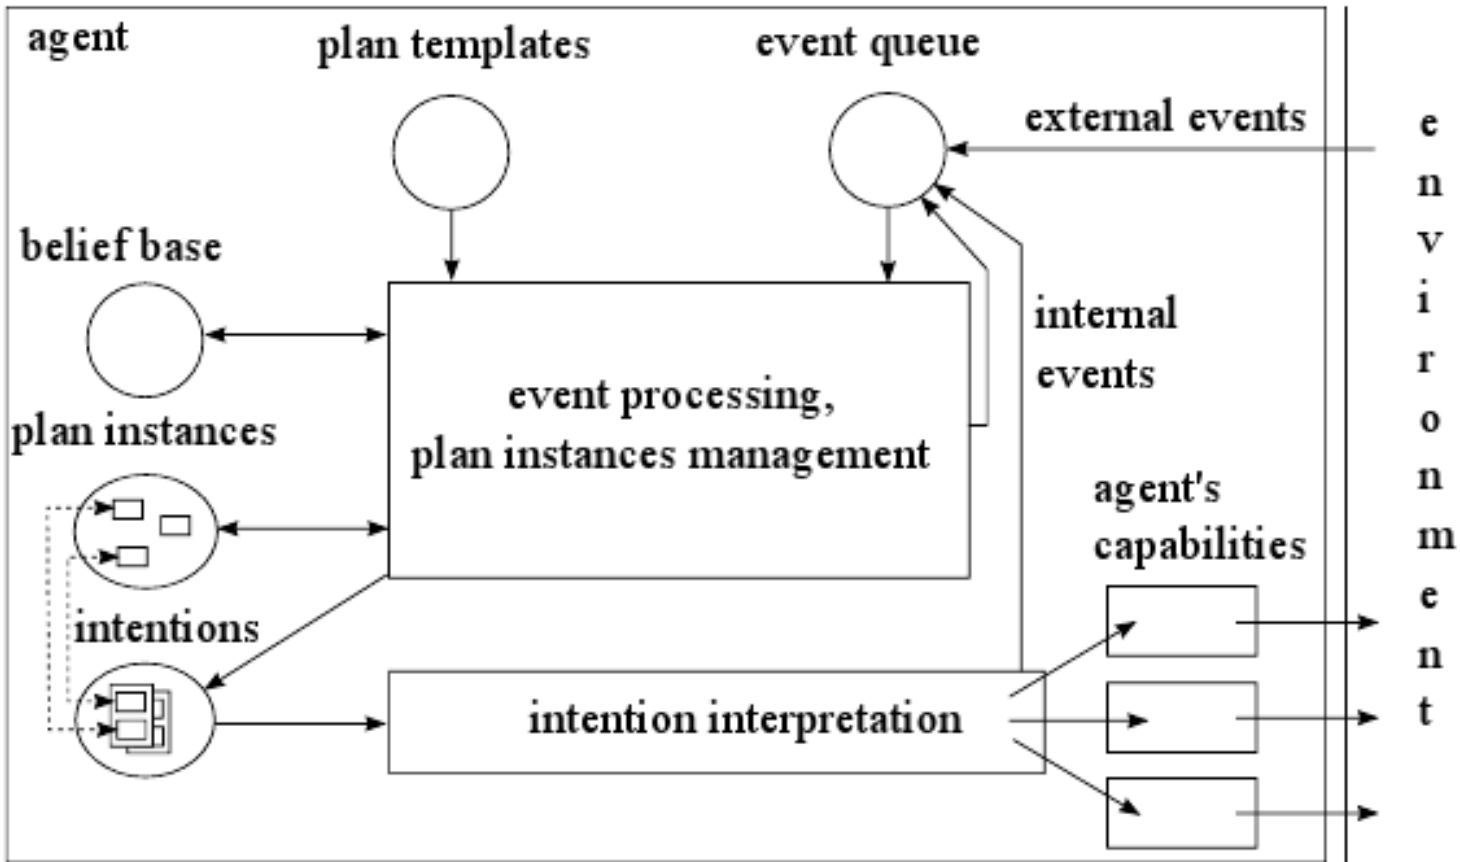 agent
plan templates
event queue
external events
belief base
internal
events
event processing,
plan instances management
plan instances
agent's
capabilities
intentions
intention interpretation
environment